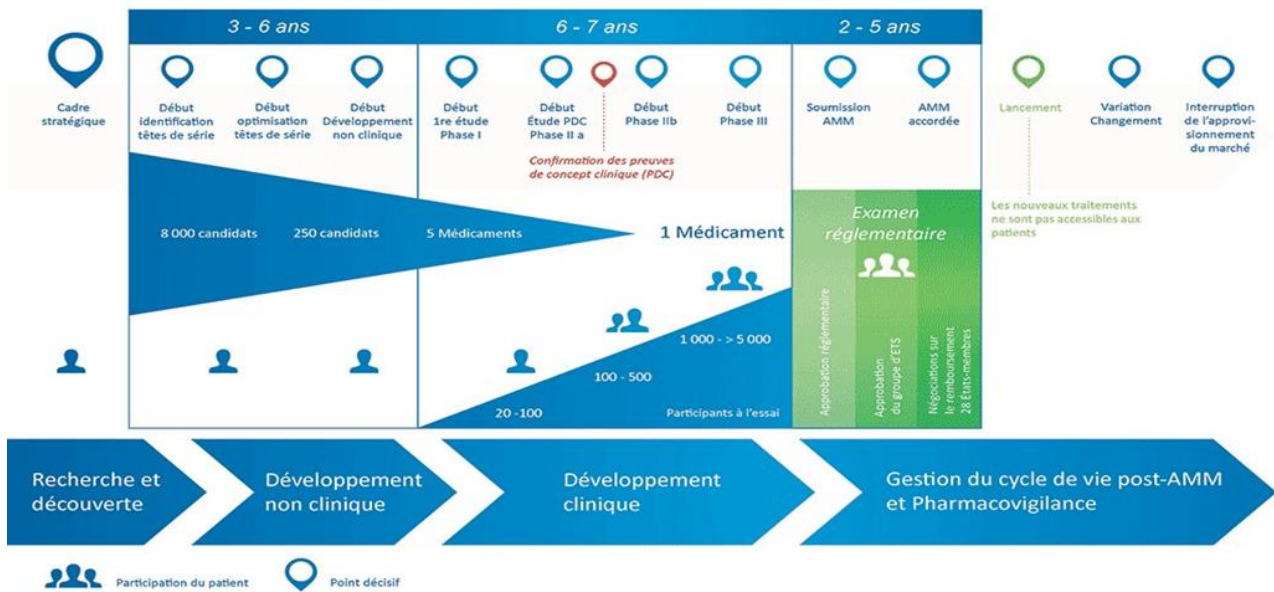 3 - 6 ans
6 - 7 ans
2 - 5 ans
Cadre
stratégique
Début
identification
têtes de série
Début
optimisation
têtes de série
Début
Développement
non clinique
Début
1re étude
Phase I
Début
Étude PDC
Phase II a
Début
Phase IIb
Début
Phase III
Soumission
AMM
AMM
accordée
Lancement
Variation
Changement
Interruption
de l'approvi-
sionnement
du marché
Confirmation des preuves
de concept clinique (PDC)
Les nouveaux traitements
ne sont pas accessibles aux
patients
8 000 candidats
250 candidats
5 Médicaments
1 Médicament
Examen
réglementaire
1 000 - > 5 000
100 - 500
20 -100
Participants à l'essai
Approbation réglementaire
Approbation
du groupe d'ETS
Négociations sur
le remboursement
28 États-membres
Recherche et
découverte
Développement
non clinique
Développement
clinique
Gestion du cycle de vie post-AMM
et Pharmacovigilance
Participation du patient
Point décisif